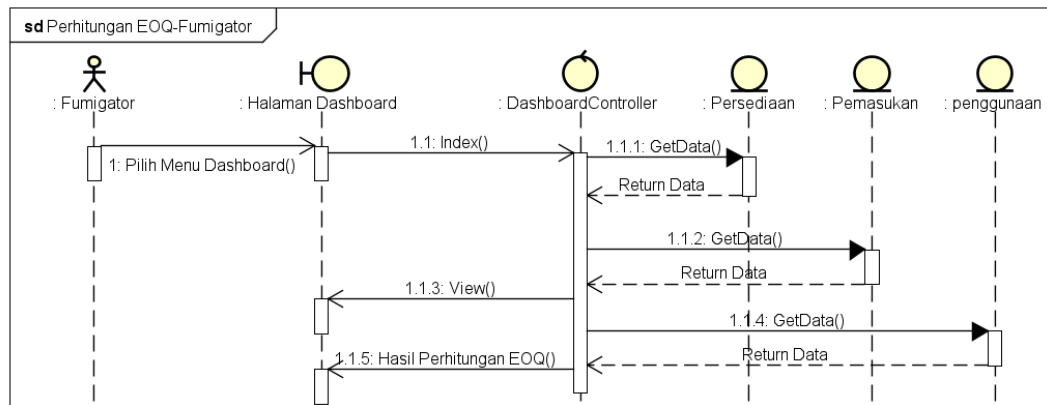 sd Perhitungan EOQ-Fumigator
: Fumigator
: Halaman Dashboard
: DashboardController
: Persediaan
: Pemasukan
: penggunaan
1: Pilih Menu Dashboard()
1.1: Index()
1.1.1: GetData()
Return Data
1.1.2: GetData()
Return Data
1.1.3: View()
1.1.4: GetData()
Return Data
1.1.5: Hasil Perhitungan EOQ()